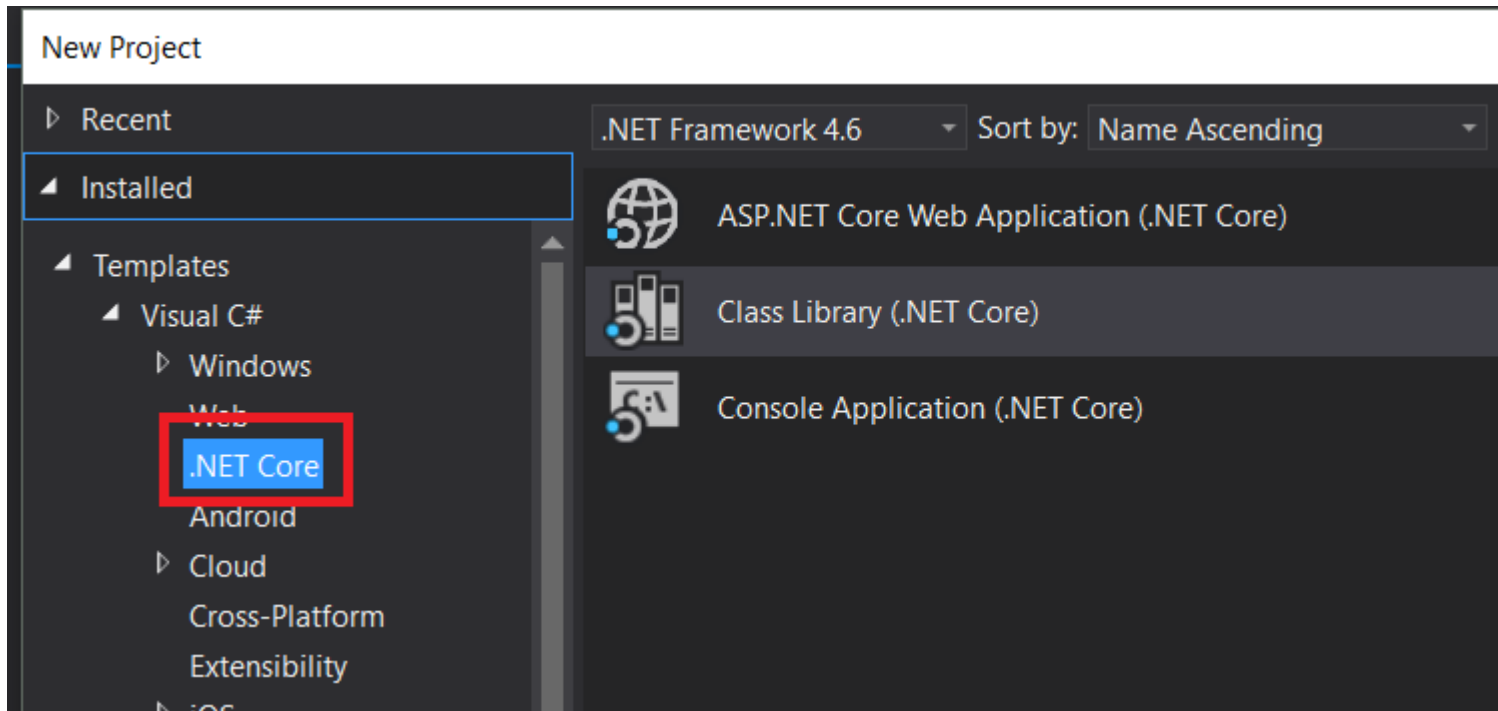 New Project
Recent
Installed
Templates
Visual C#
Windows
Web
.NET Core
Android
Cloud
Cross-Platform
Extensibility
iOS
.NET Framework 4.6 Sort by: Name Ascending
ASP.NET Core Web Application (.NET Core)
Class Library (.NET Core)
C:\
Console Application (.NET Core)